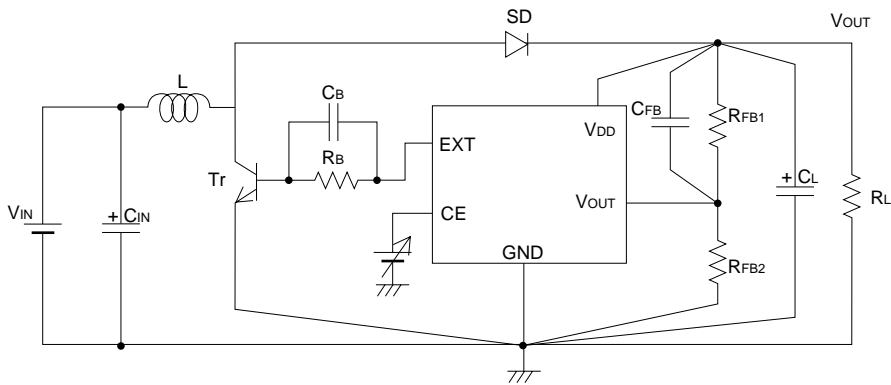 SD
VOUT
L
CB
CFB
RFB1
VDD
EXT
RB
Tr
CE
VOUT
+ CL
RL
VIN
+ CIN
GND
RFB2